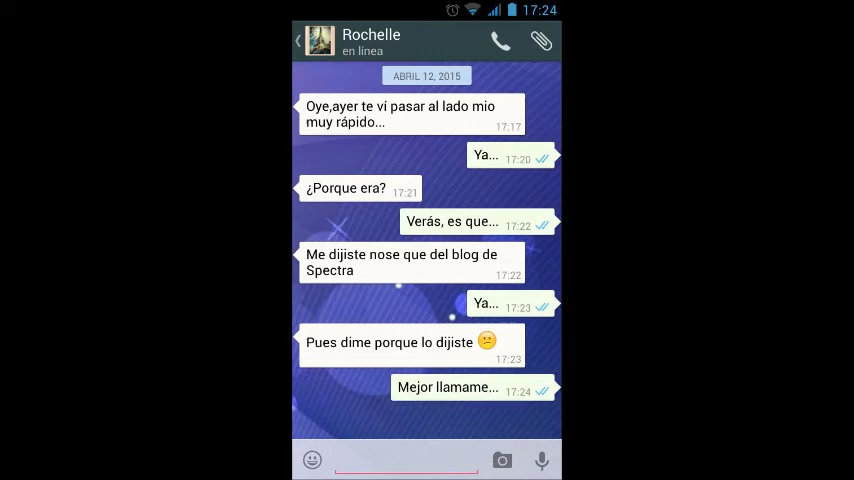 17:24
Rochelle
en línea
ABRIL 12, 2015
Oye,ayer te ví pasar al lado mio
muy rápido...
17:17
Ya...
17:20
¿Porque era?
17:21
Verás, es que...
17:22
Me dijiste nose que del blog de
Spectra
17:22
Ya...
17:23
Pues dime porque lo dijiste
17:23
Mejor llamame...
17:24